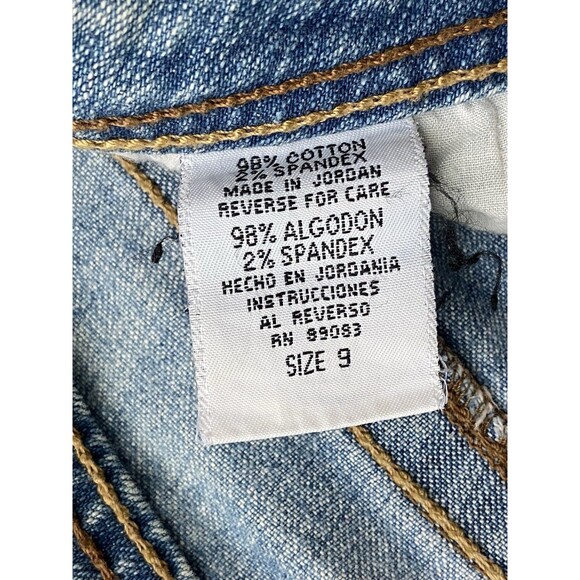 98% COTTON
2% SPANDEX
MADE IN JORDAN
REVERSE FOR CARE
98% ALGODON
2% SPANDEX
HECHO EN JORDANIA
INSTRUCCIONES
AL REVERSO
RN 89083
SIZE 9